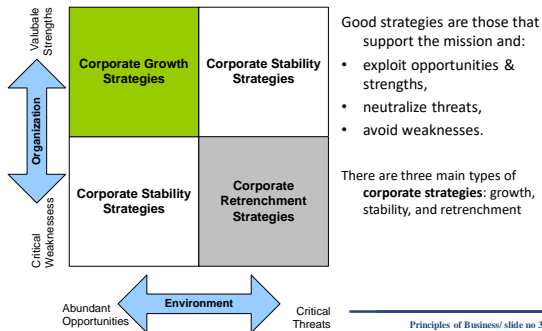 Valubale
Strengths
Organization
Critical
Weaknessess
Corporate Growth
Strategies
Corporate Stability
Strategies
Corporate Stability
Strategies
Corporate
Retrenchment
Strategies
Abundant
Opportunities
Environment
Critical
Threats
Good strategies are those that
support the mission and:
• exploit opportunities &
strengths,
• neutralize threats,
• avoid weaknesses.
There are three main types of
corporate strategies: growth,
stability, and retrenchment
Principles of Business/ slide no 3